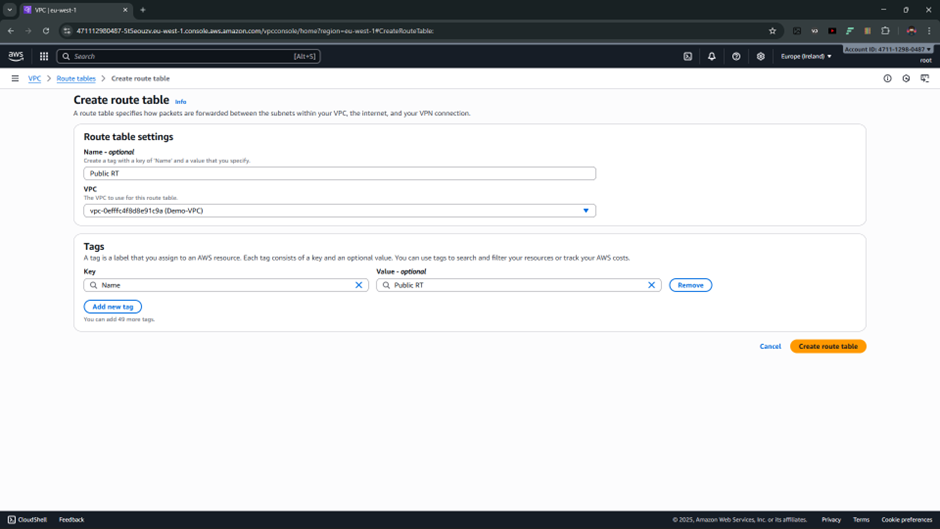 VPC | eu-west-1
471112980487-5t5eouzv.eu-west-1.console.aws.amazon.com/vpcconsole/home?region=eu-west-1#CreateRouteTable:
aws
Search
[Alt+S]
Europe (Ireland)
Account ID: 4711-1298-0487
root
VPC > Route tables > Create route table
Create route table Info
A route table specifies how packets are forwarded between the subnets within your VPC, the internet, and your VPN connection.
Route table settings
Name - optional
Create a tag with a key of 'Name' and a value that you specify.
Public RT
VPC
The VPC to use for this route table.
vpc-0efffc4f8d8e91c9a (Demo-VPC)
Tags
A tag is a label that you assign to an AWS resource. Each tag consists of a key and an optional value. You can use tags to search and filter your resources or track your AWS costs.
Key
Value - optional
Name
Public RT
Remove
Add new tag
You can add 49 more tags.
Cancel
Create route table
CloudShell
Feedback
© 2025, Amazon Web Services, Inc. or its affiliates.
Privacy
Terms
Cookie preferences